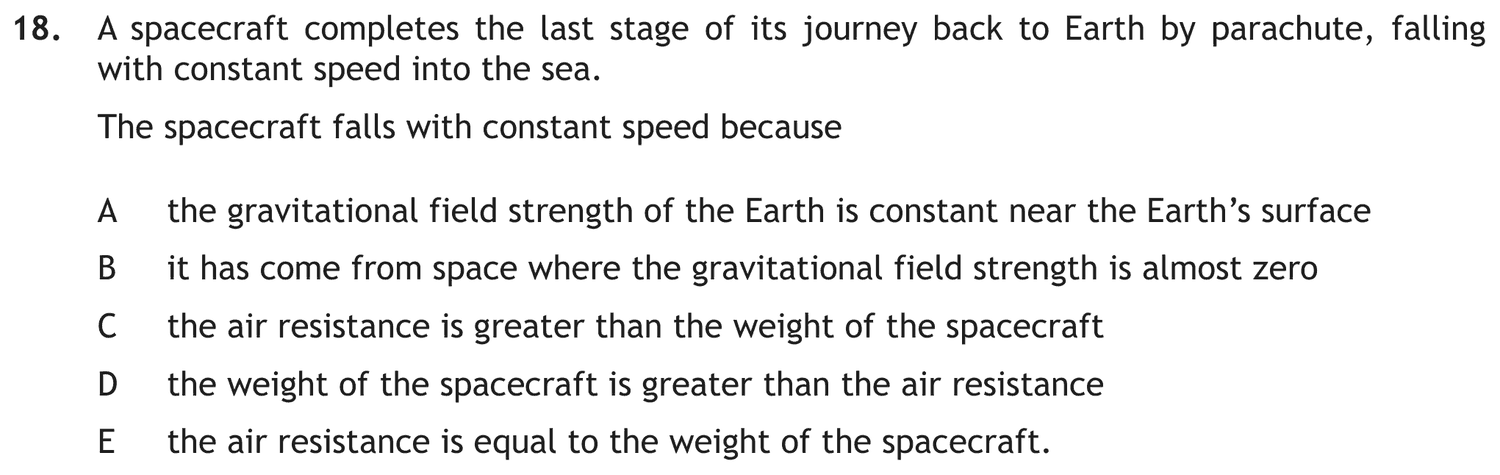 18. A spacecraft completes the last stage of its journey back to Earth by parachute, falling
with constant speed into the sea.
The spacecraft falls with constant speed because
A the gravitational field strength of the Earth is constant near the Earth’s surface
B it has come from space where the gravitational field strength is almost zero
C the air resistance is greater than the weight of the spacecraft
D the weight of the spacecraft is greater than the air resistance
E the air resistance is equal to the weight of the spacecraft.